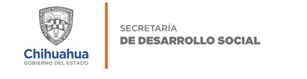 Chihuahua
GOBIERNO DEL ESTADO
SECRETARÍA
DE DESARROLLO SOCIAL